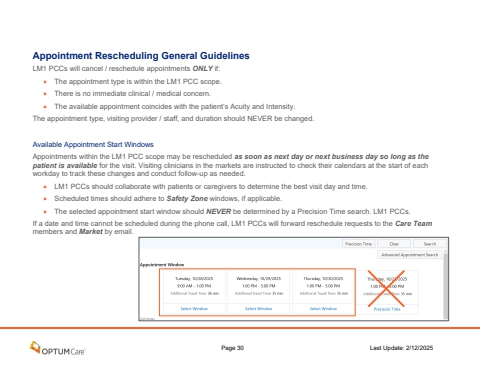 Appointment Rescheduling General Guidelines
LM1 PCCs will cancel / reschedule appointments ONLY if:
• The appointment type is within the LM1 PCC scope.
• There is no immediate clinical / medical concern.
• The available appointment coincides with the patient's Acuity and Intensity.
The appointment type, visiting provider / staff, and duration should NEVER be changed.
Available Appointment Start Windows
Appointments within the LM1 PCC scope may be rescheduled as soon as next day or next business day so long as the
patient is available for the visit. Visiting clinicians in the markets are instructed to check their calendars at the start of each
workday to track these changes and conduct follow-up as needed.
• LM1 PCCs should collaborate with patients or caregivers to determine the best visit day and time.
• Scheduled times should adhere to Safety Zone windows, if applicable.
• The selected appointment start window should NEVER be determined by a Precision Time search. LM1 PCCs.
If a date and time cannot be scheduled during the phone call, LM1 PCCs will forward reschedule requests to the Care Team
members and Market by email.
Precision Time Clear Search
Advanced Appointment Search
Appointment Window
Tuesday, 10/28/2025 Wednesday, 10/29/2025 Thursday, 10/30/2025 Thursday,
9:00 AM - 1:00 PM 1:00 PM - 5:00 PM 1:00 PM - 5:00 PM 1:00 PM
Additional Travel Time: 36 min Additional Travel Time: 35 min Additional Travel Time: 35 min Additional Time: 35 min
Select Window Select Window Select Window Precision Time
OPTUM Care
Page 30
Last Update: 2/12/2025